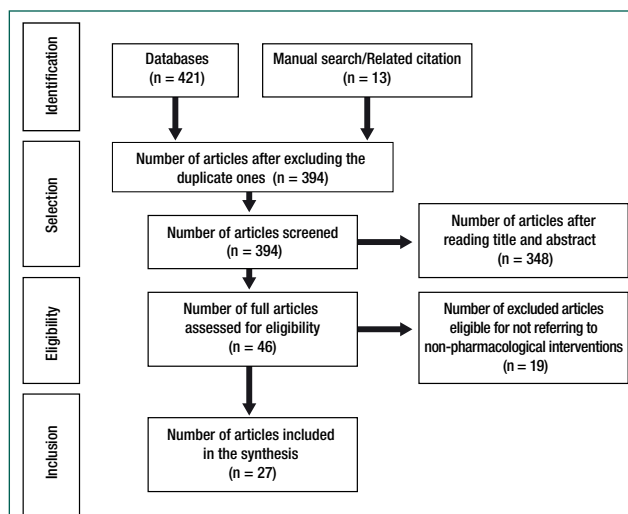 Identification
Databases
(n = 421)
Manual search/Related citation
(n = 13)
Selection
Number of articles after excluding the
duplicate ones  (n = 394)
Number of articles screened
(n = 394)
Number of articles after
reading title and abstract
(n = 348)
Eligibility
Number of full articles
assessed for eligibility
(n = 46)
Number of excluded articles
eligible for not referring to
non-pharmacological interventions
(n = 19)
Inclusion
Number of articles included
in the synthesis
(n = 27)